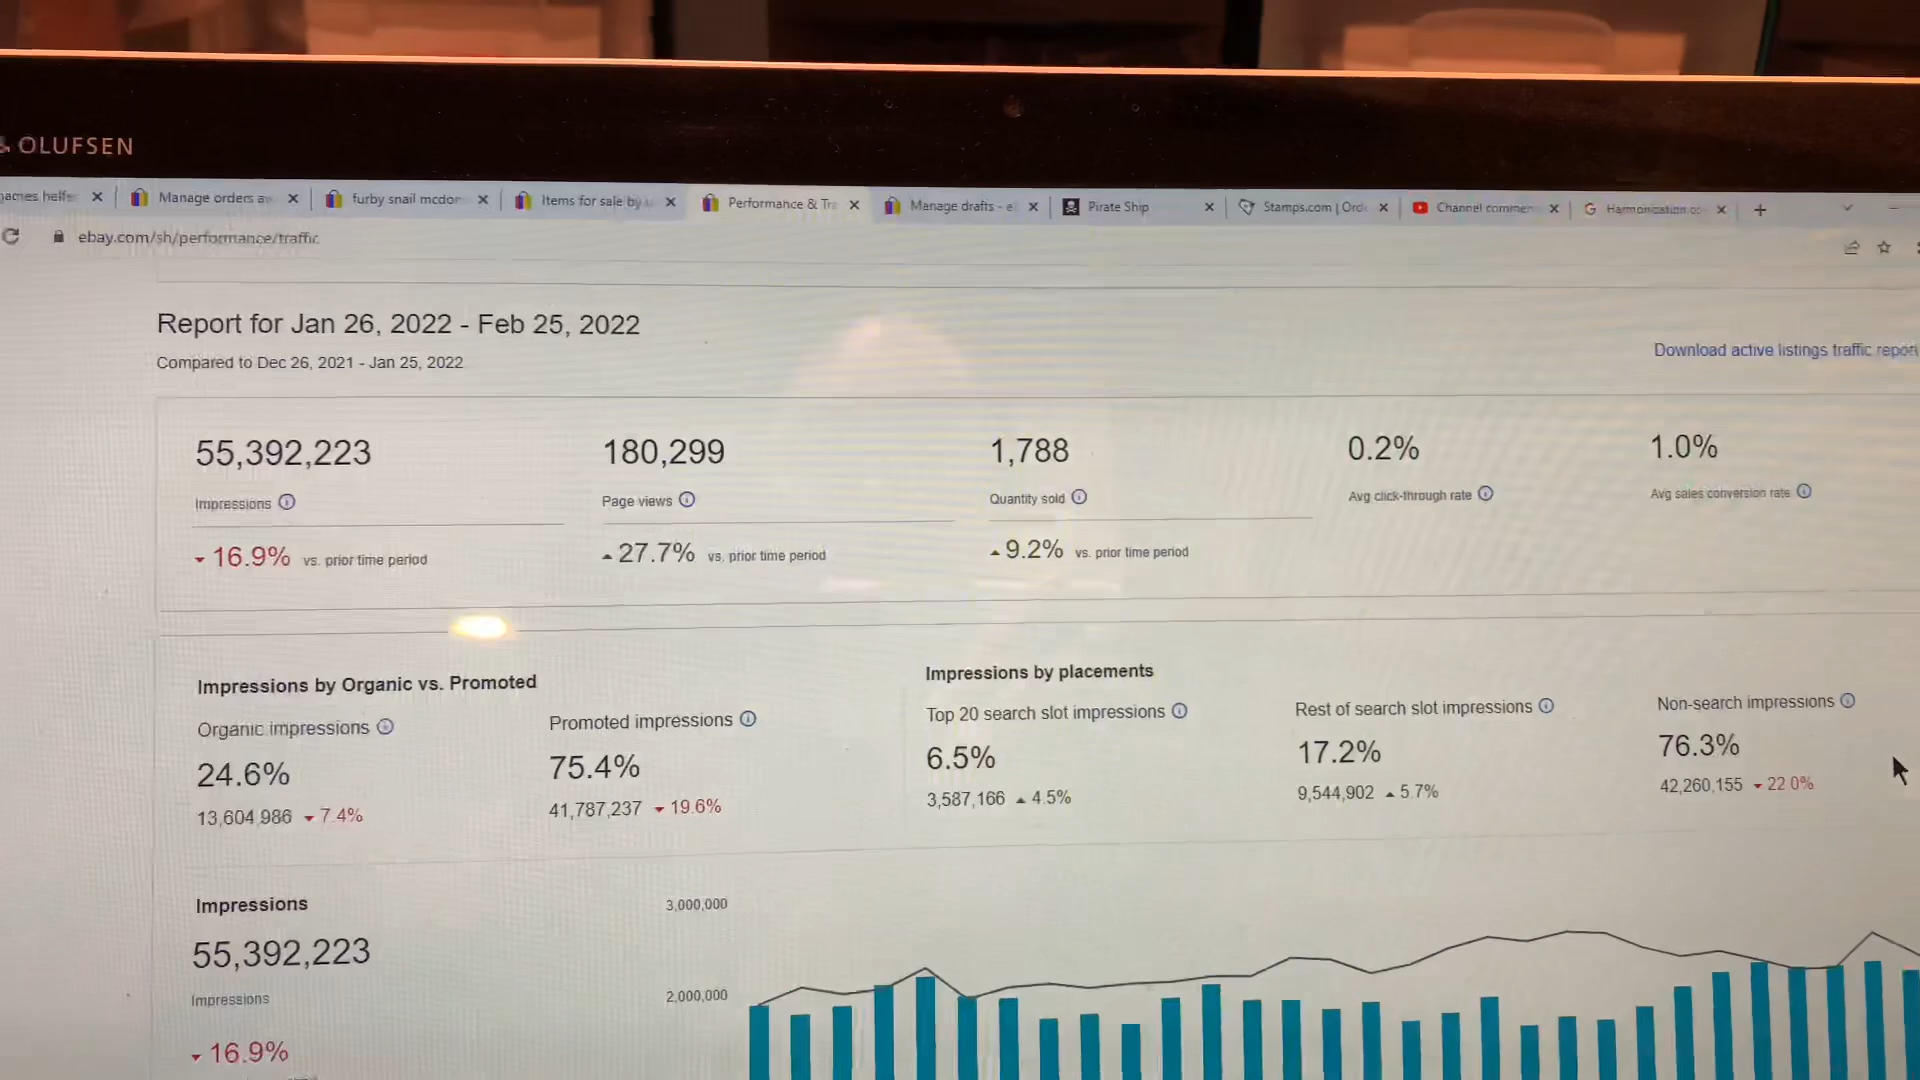 OLUFSEN
Manage orders
furby snail mcdon
Items for sale by
Performance & Tra
Manage drafts - e
Pirate Ship
Stamps.com | Orde
Channel commen
ebay.com/sh/performance/traffic
Report for Jan 26, 2022 - Feb 25, 2022
Compared to Dec 26, 2021 - Jan 25, 2022
Download active listings traffic report
55,392,223 180,299 1,788 0.2% 1.0%
Impressions Page views Quantity sold Avg click-through rate Avg sales conversion rate
16.9% vs. prior time period 27.7% vs. prior time period 9.2% vs. prior time period
Impressions by Organic vs. Promoted
Organic impressions Promoted impressions
24.6% 75.4%
13,604,986 7.4% 41,787,237 19.6%
Impressions by placements
Top 20 search slot impressions Rest of search slot impressions Non-search impressions
6.5% 17.2% 76.3%
3,587,166 4.5% 9,544,902 5.7% 42,260,155 22.0%
Impressions
55,392,223
Impressions
16.9%
3,000,000
2,000,000